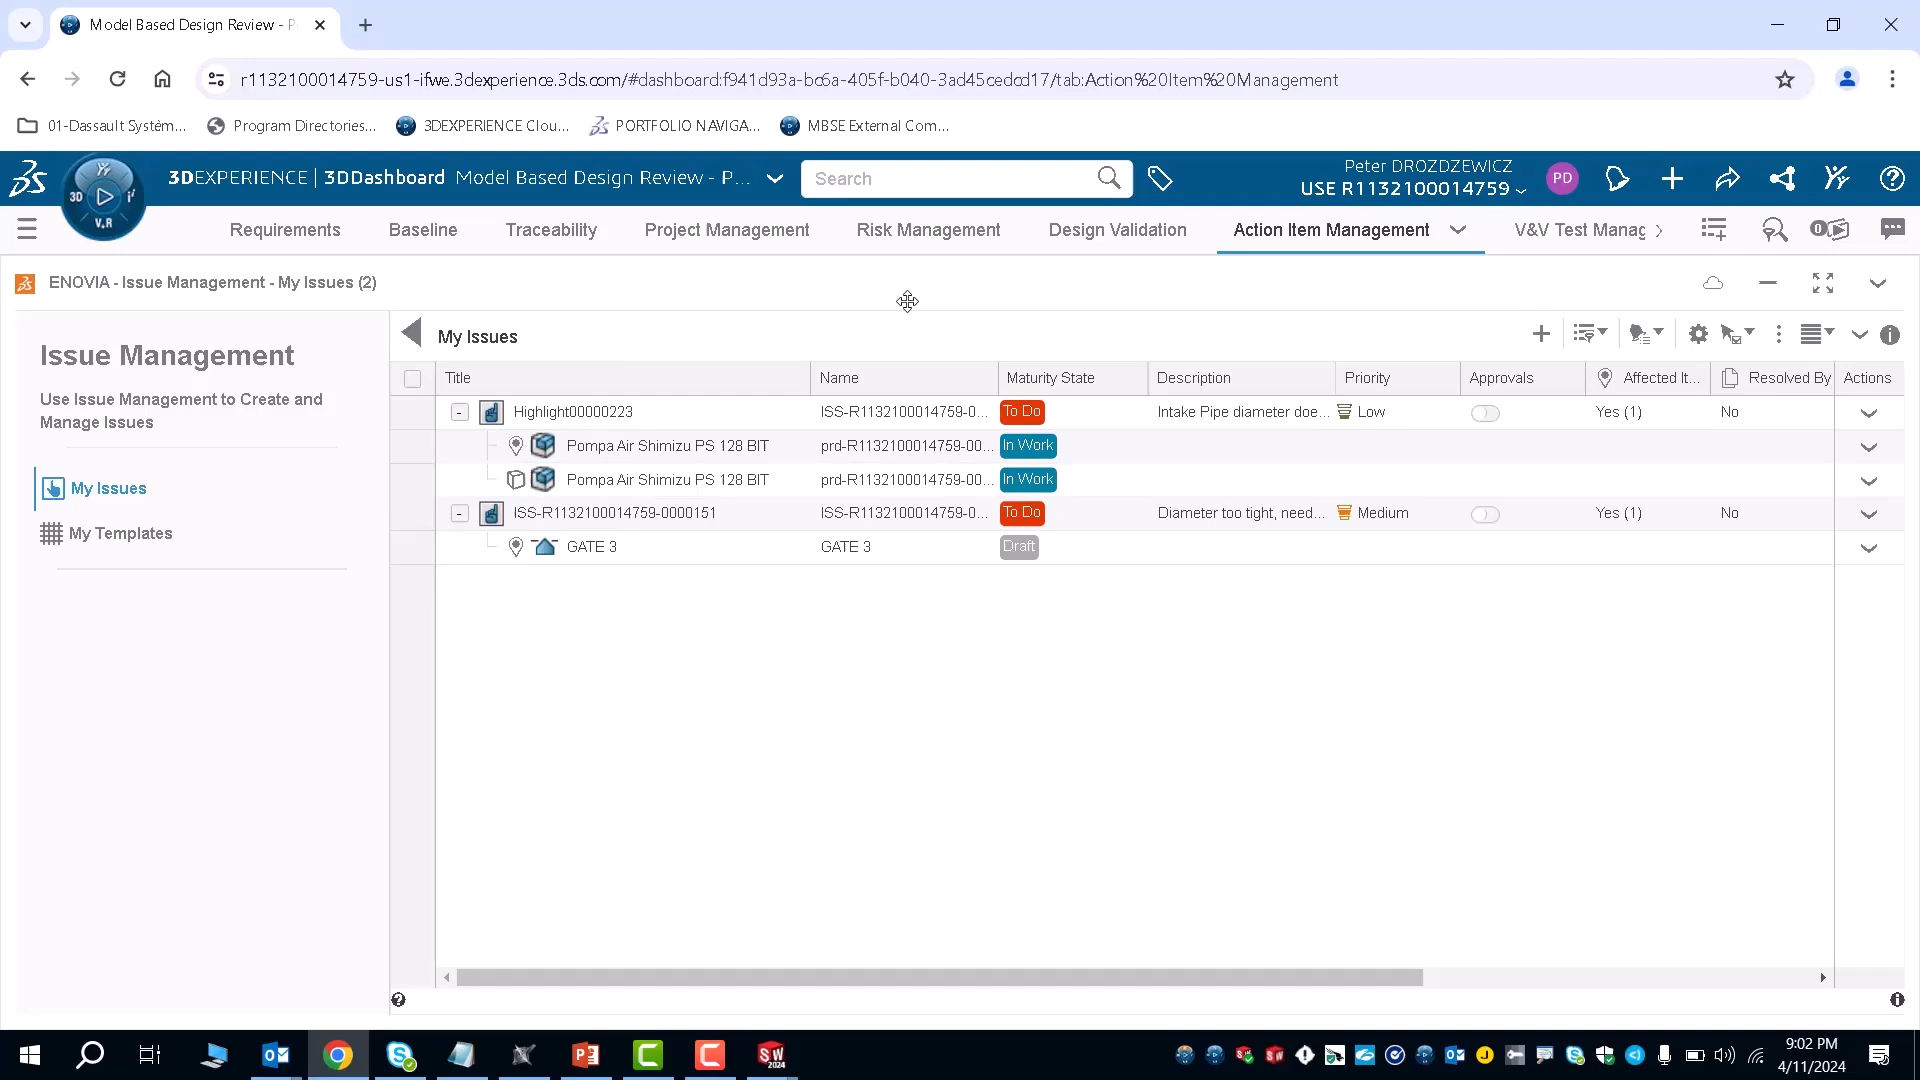 Model Based Design Review - P
r1132100014759-us1-ifwe.3dexperience.3ds.com/#dashboard:f941d93a-bc6a-405f-b040-3ad45cedcd17/tab:Action%20Item%20Management
01-Dassault Systèm... Program Directories... 3DEXPERIENCE Clou... PORTFOLIO NAVIGA... MBSE External Com...
3DEXPERIENCE | 3DDashboard Model Based Design Review - P... Search Peter DROZDZEWICZ
USE R1132100014759 PD
3D V.R
Requirements Baseline Traceability Project Management Risk Management Design Validation Action Item Management V&V Test Manag 0
ENOVIA - Issue Management - My Issues (2)
Issue Management
Use Issue Management to Create and
Manage Issues
My Issues
My Templates
My Issues
Title Name Maturity State Description Priority Approvals Affected It... Resolved By Actions
Highlight00000223 ISS-R1132100014759-0... To Do Intake Pipe diameter doe... Low Yes (1) No
Pompa Air Shimizu PS 128 BIT prd-R1132100014759-00... In Work
Pompa Air Shimizu PS 128 BIT prd-R1132100014759-00... In Work
ISS-R1132100014759-0000151 ISS-R1132100014759-0... To Do Diameter too tight, need... Medium Yes (1) No
GATE 3 GATE 3 Draft
9:02 PM
4/11/2024